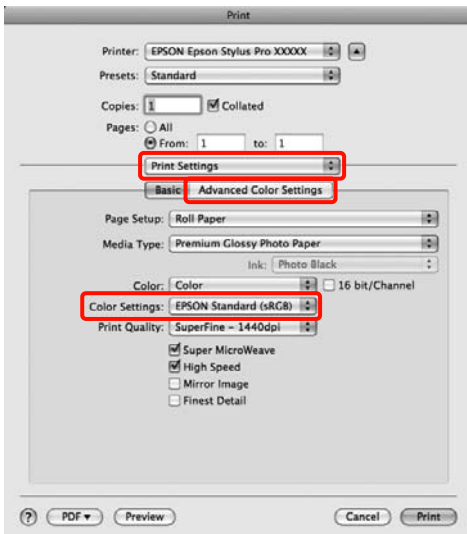 Print
Printer: EPSON Epson Stylus Pro XXXXX
Presets: Standard
Copies: 1 Collated
Pages: All
From: 1 to: 1
Print Settings
Basic Advanced Color Settings
Page Setup: Roll Paper
Media Type: Premium Glossy Photo Paper
Ink: Photo Black
Color: Color 16 bit/Channel
Color Settings: EPSON Standard (sRGB)
Print Quality: SuperFine – 1440dpi
Super MicroWeave
High Speed
Mirror Image
Finest Detail
? PDF Preview Cancel Print